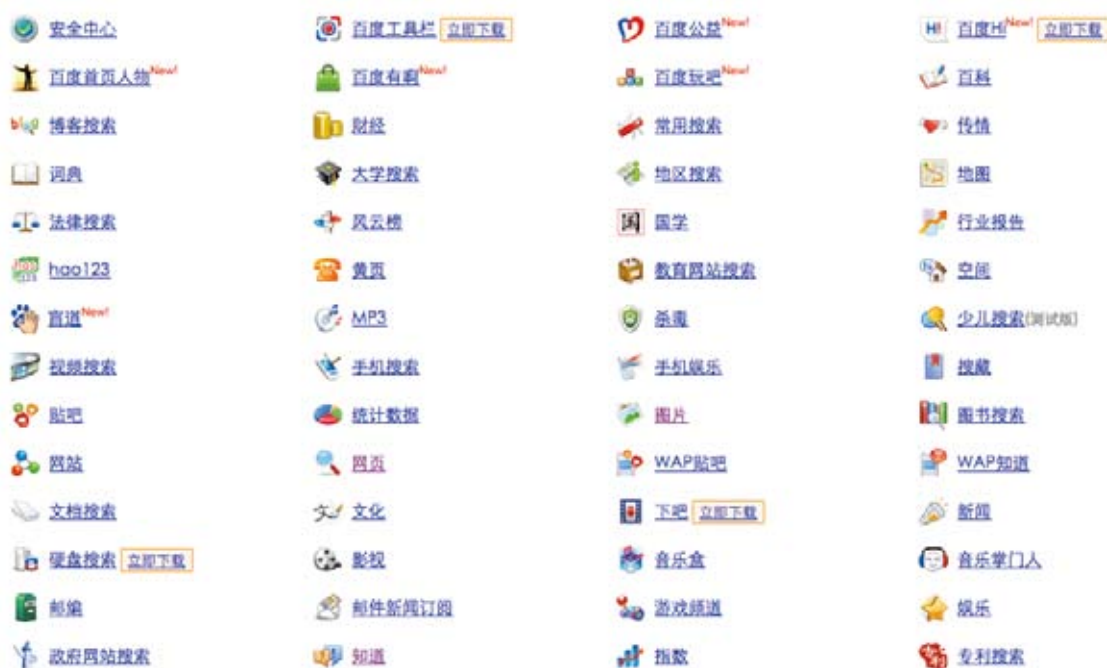 安全中心 百度工具栏 立即下载 百度公益New! 百度HiNew! 立即下载
百度首页人物New! 百度有啊New! 百度玩吧New! 百科
blog 博客搜索 财经 常用搜索 传情
词典 大学搜索 地区搜索 地图
法律搜索 风云榜 国 国学 行业报告
hao123 hao123 黄页 教育网站搜索 空间
盲道New! MP3 杀毒 少儿搜索(测试版)
视频搜索 手机搜索 手机娱乐 搜藏
贴吧 统计数据 图片 图书搜索
网站 网页 WAP贴吧 WAP知道
文档搜索 文化 下吧 立即下载 新闻
硬盘搜索 立即下载 影视 音乐盒 音乐掌门人
邮编 邮件新闻订阅 游戏频道 娱乐
政府网站搜索 知道 指数 专利搜索